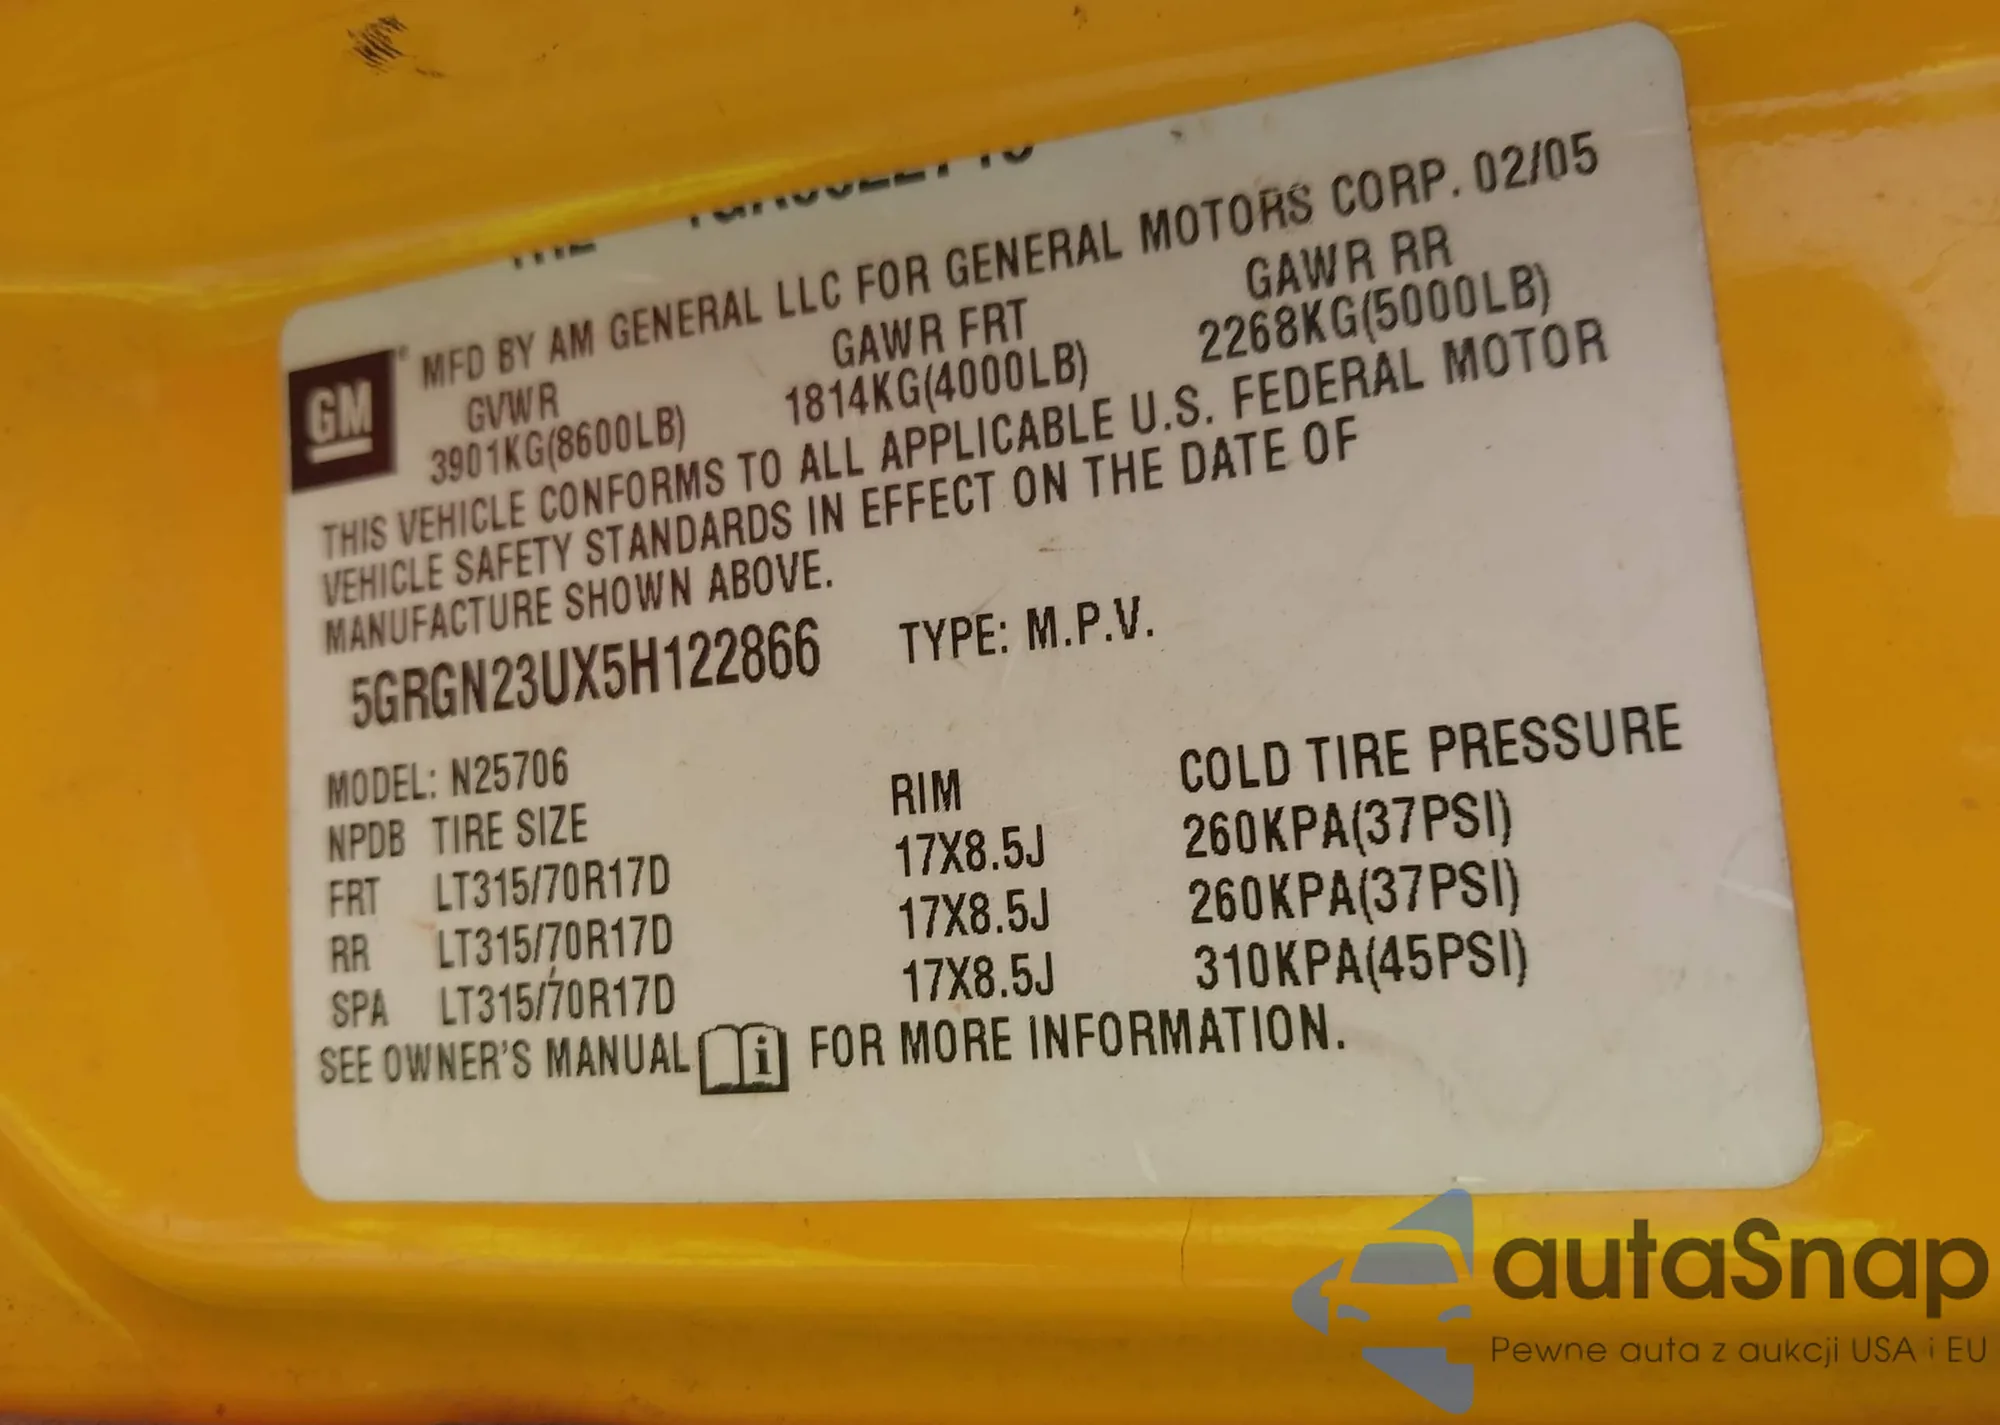 MFD BY AM GENERAL LLC FOR GENERAL MOTORS CORP. 02/05
GM
GVWR GAWR FRT GAWR RR
3901KG(8600LB) 1814KG(4000LB) 2268KG(5000LB)
THIS VEHICLE CONFORMS TO ALL APPLICABLE U.S. FEDERAL MOTOR
VEHICLE SAFETY STANDARDS IN EFFECT ON THE DATE OF
MANUFACTURE SHOWN ABOVE.
5GRGN23UX5H122866 TYPE: M.P.V.
MODEL: N25706
NPDB TIRE SIZE RIM COLD TIRE PRESSURE
FRT LT315/70R17D 17X8.5J 260KPA(37PSI)
RR LT315/70R17D 17X8.5J 260KPA(37PSI)
SPA LT315/70R17D 17X8.5J 310KPA(45PSI)
SEE OWNER'S MANUAL i FOR MORE INFORMATION.
autaSnap
Pewne auta z aukcji USA i EU